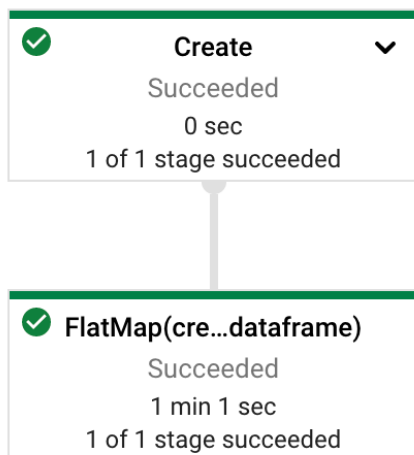 Create
Succeeded
0 sec
1 of 1 stage succeeded
FlatMap(cre...dataframe)
Succeeded
1 min 1 sec
1 of 1 stage succeeded